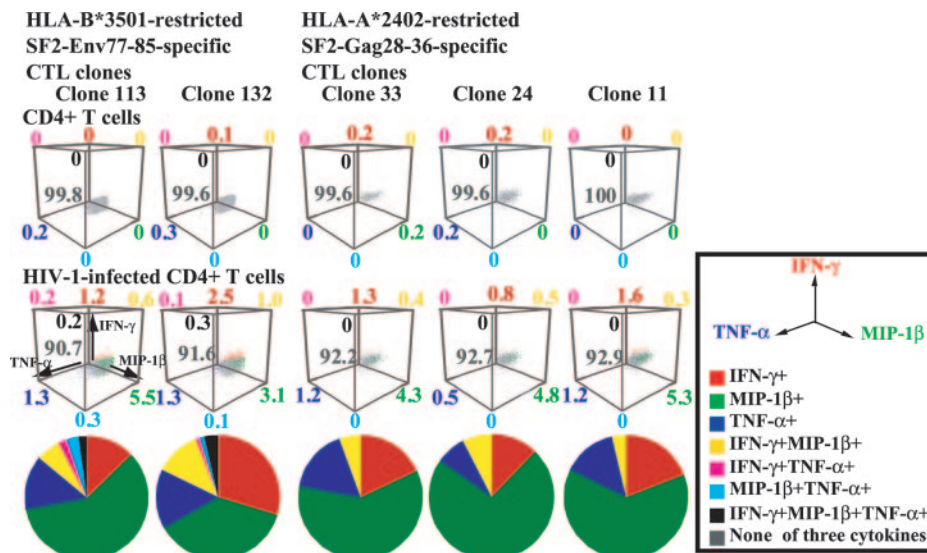 HLA-B*3501-restricted HLA-A*2402-restricted
SF2-Env77-85-specific SF2-Gag28-36-specific
CTL clones CTL clones
Clone 113 Clone 132 Clone 33 Clone 24 Clone 11
CD4+ T cells
0 0 0 0 0.1 0 0 0.2 0 0 0.2 0 0 0 0
0 0 0 0 0
99.8 99.6 99.6 99.6 100
0.2 0 0.3 0 0 0.2 0.2 0 0 0
0 0 0 0 0
HIV-1-infected CD4+ T cells
0.2 1.2 0.6 0.1 2.5 1.0 0 1.3 0.4 0 0.8 0.5 0 1.6 0.3
0.2 0.3 0 0 0
IFN-γ
90.7 91.6 92.2 92.7 92.9
TNF-α MIP-1β
1.3 5.5 1.3 3.1 1.2 4.3 0.5 4.8 1.2 5.3
0.3 0.1 0 0 0
IFN-γ
TNF-α MIP-1β
IFN-γ+
MIP-1β+
TNF-α+
IFN-γ+MIP-1β+
IFN-γ+TNF-α+
MIP-1β+TNF-α+
IFN-γ+MIP-1β+TNF-α+
None of three cytokines